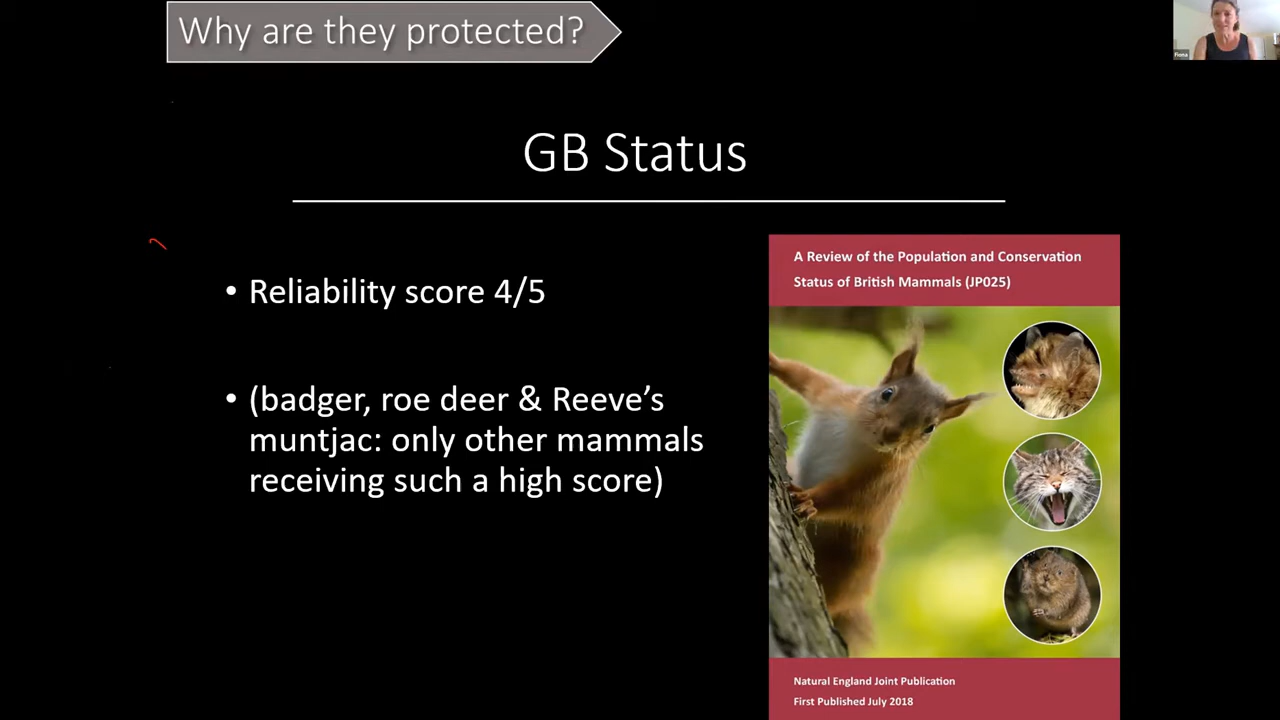 Why are they protected?
Fiona
GB Status
• Reliability score 4/5
• (badger, roe deer & Reeve’s
muntjac: only other mammals
receiving such a high score)
A Review of the Population and Conservation
Status of British Mammals (JP025)
Natural England Joint Publication
First Published July 2018